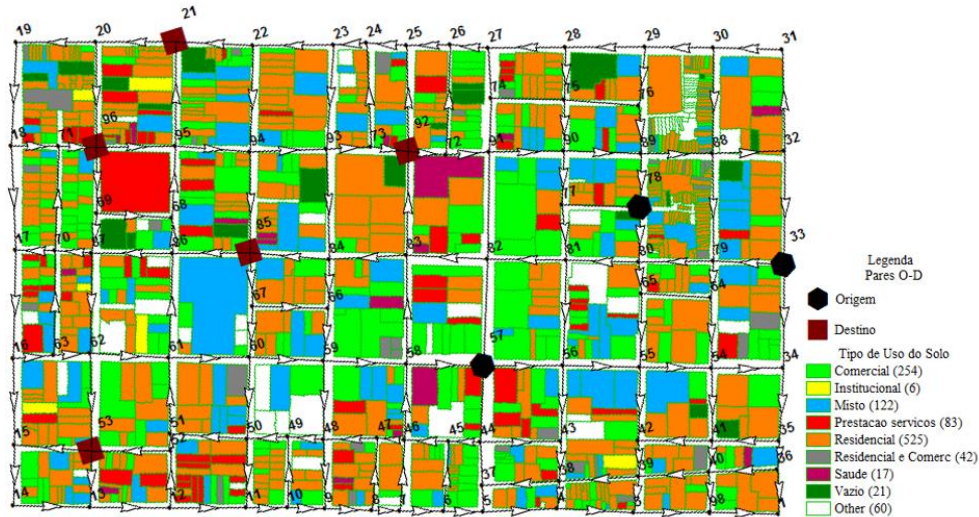 19 20 21 22 23 24 25 26 27 28 29 30 31
74 75 76
18 71 96 95 94 93 73 92 72 91 90 89 88 32
77 78
69 68 85
17 70 87 86 84 83 82 81 80 79 33
67 66 65 64
16 63 62 61 60 59 58 57 56 55 54 34
15 53 51 52 50 49 48 47 46 45 44 43 42 41 35
37 38 39 40 36
14 13 12 11 10 9 8 7 6 5 4 98 1
Legenda
Pares O-D
Origem
Destino
Tipo de Uso do Solo
Comercial (254)
Institucional (6)
Misto (122)
Prestacao servicos (83)
Residencial (525)
Residencial e Comerc (42)
Saude (17)
Vazio (21)
Other (60)